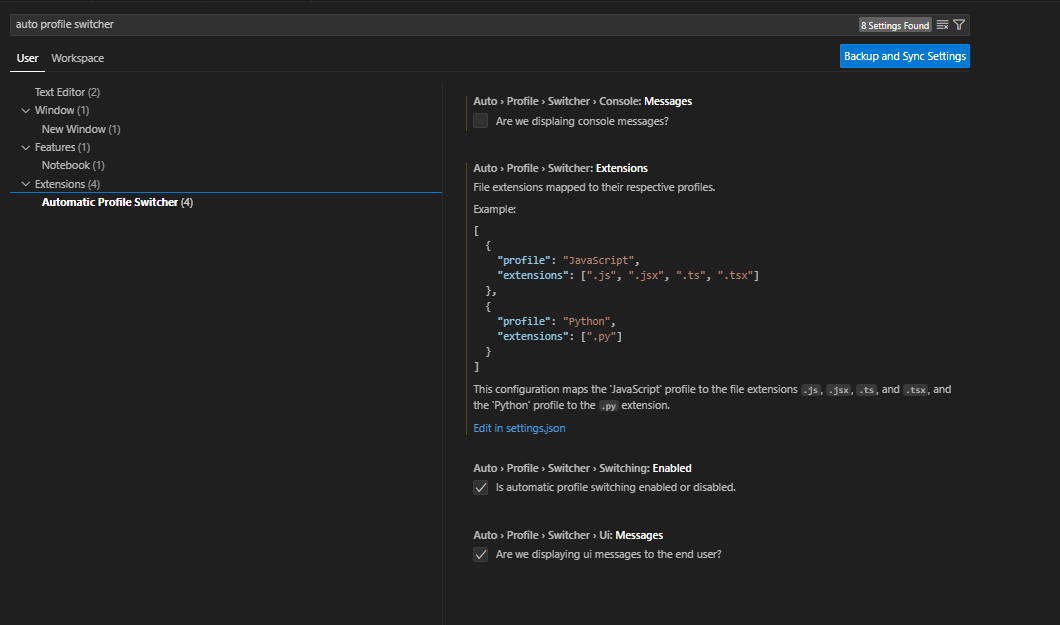 auto profile switcher
8 Settings Found
User
Workspace
Backup and Sync Settings
Text Editor (2)
Window (1)
New Window (1)
Features (1)
Notebook (1)
Extensions (4)
Automatic Profile Switcher (4)
Auto › Profile › Switcher › Console: Messages
Are we displaing console messages?
Auto › Profile › Switcher: Extensions
File extensions mapped to their respective profiles.
Example:
[
{
"profile": "JavaScript",
"extensions": [".js", ".jsx", ".ts", ".tsx"]
},
{
"profile": "Python",
"extensions": [".py"]
}
]
This configuration maps the 'JavaScript' profile to the file extensions .js, .jsx, .ts, and .tsx, and
the 'Python' profile to the .py extension.
Edit in settings.json
Auto › Profile › Switcher › Switching: Enabled
Is automatic profile switching enabled or disabled.
Auto › Profile › Switcher › Ui: Messages
Are we displaying ui messages to the end user?